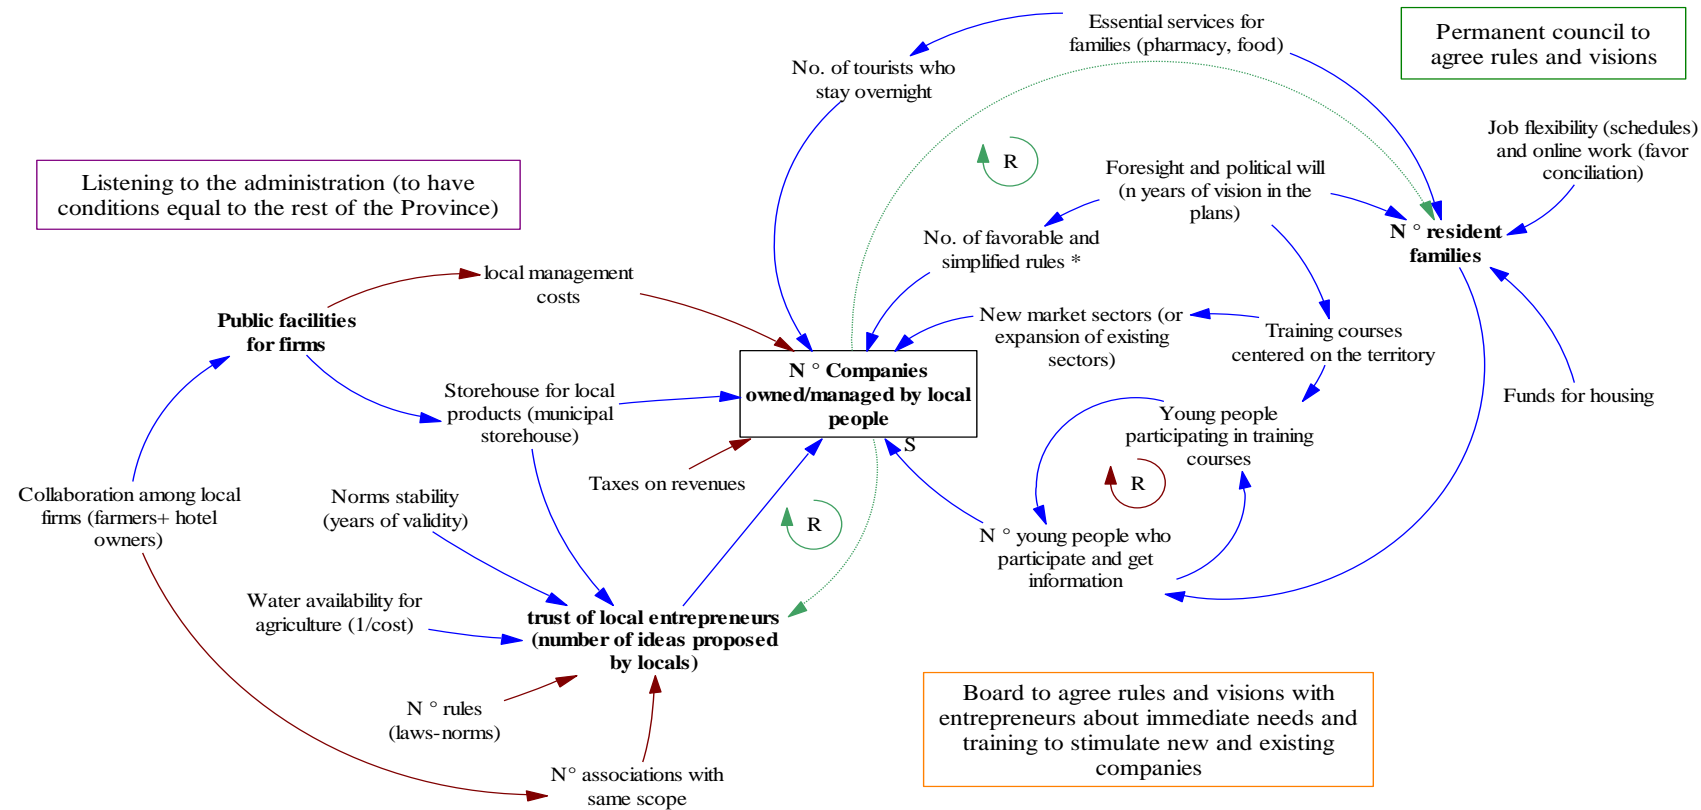 Essential services for
families (pharmacy, food)
Permanent council to
agree rules and visions
No. of tourists who
stay overnight
Job flexibility (schedules)
and online work (favor
conciliation)
Listening to the administration (to have
conditions equal to the rest of the Province)
R
Foresight and political will
(n years of vision in the
plans)
No. of favorable and
simplified rules *
N ° resident
families
local management
costs
Public facilities
for firms
New market sectors (or
expansion of existing
sectors)
Training courses
centered on the territory
N ° Companies
owned/managed by local
people
S
Storehouse for local
products (municipal
storehouse)
Funds for housing
Young people
participating in training
courses
Taxes on revenues
R
Collaboration among local
firms (farmers+ hotel
owners)
Norms stability
(years of validity)
R
N ° young people who
participate and get
information
Water availability for
agriculture (1/cost)
trust of local entrepreneurs
(number of ideas proposed
by locals)
N ° rules
(laws-norms)
Board to agree rules and visions with
entrepreneurs about immediate needs and
training to stimulate new and existing
companies
N° associations with
same scope